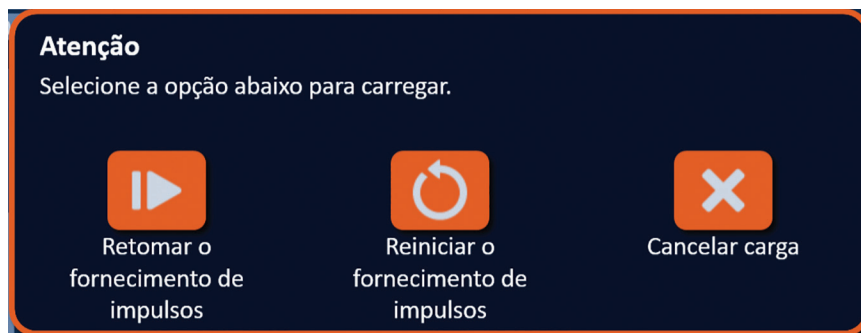 Atenção
Selecione a opção abaixo para carregar.
Retomar o
fornecimento de
impulsos
Reiniciar o
fornecimento de
impulsos
Cancelar carga